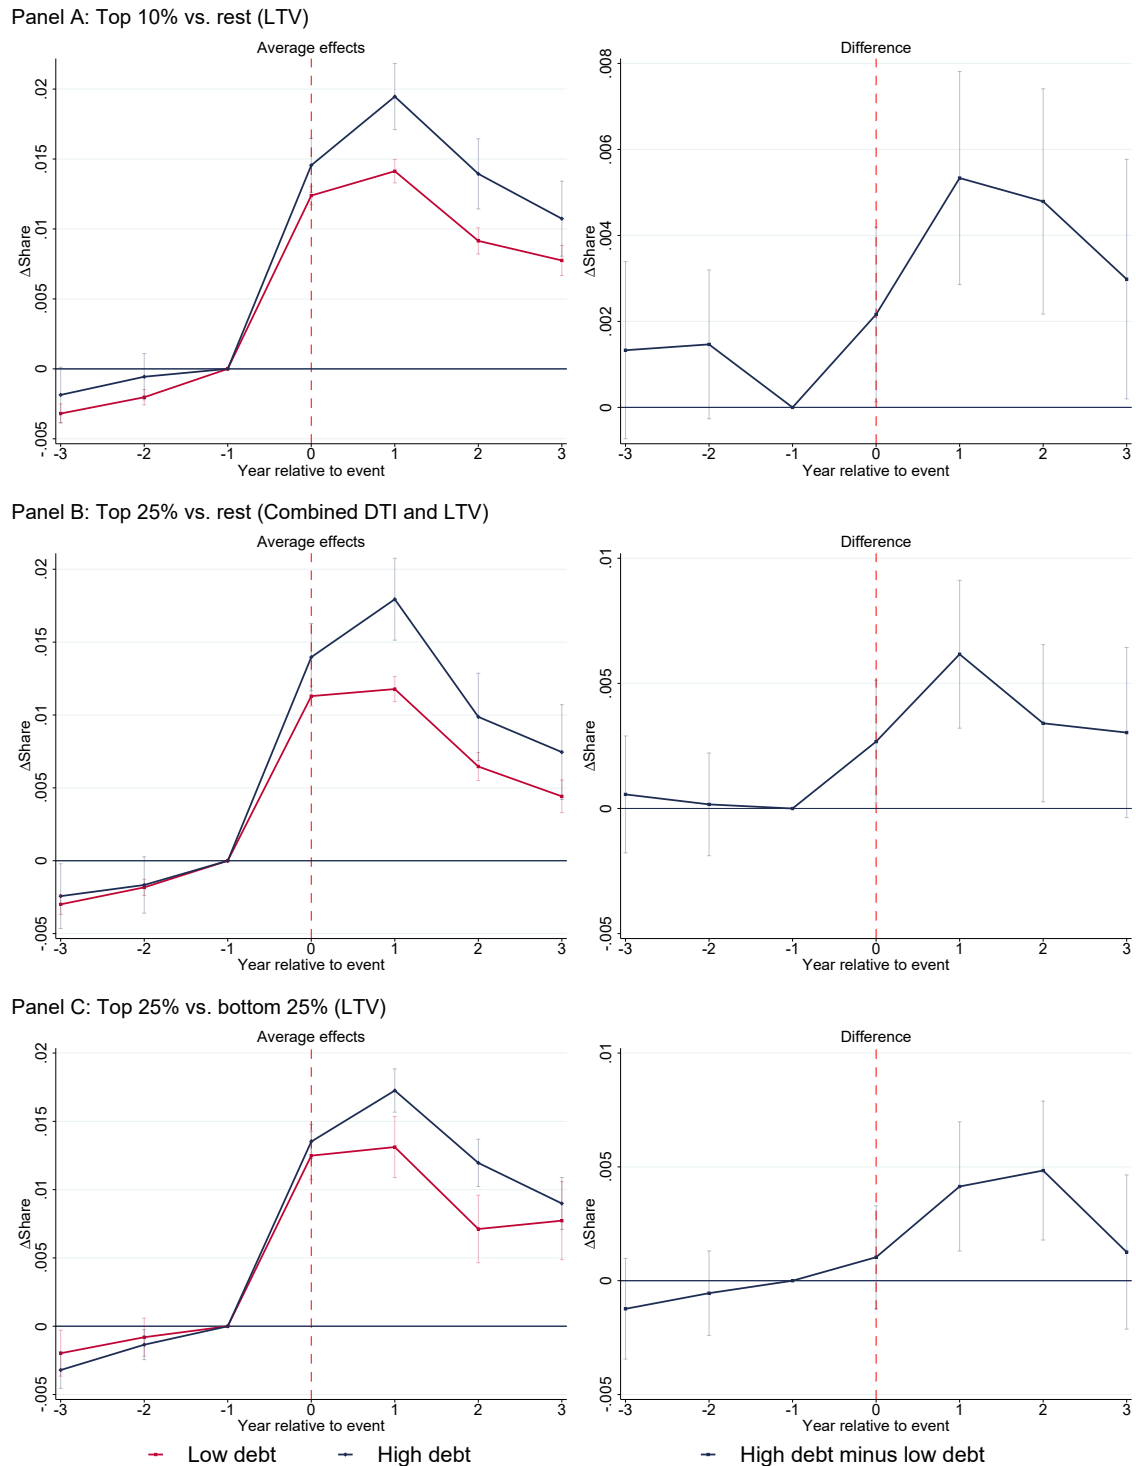 Panel A: Top 10% vs. rest (LTV)
Average effects
ΔShare
.02
.015
.01
.005
0
-.005
-3 -2 -1 0 1 2 3
Year relative to event
Difference
ΔShare
.008
.006
.004
.002
0
-3 -2 -1 0 1 2 3
Year relative to event
Panel B: Top 25% vs. rest (Combined DTI and LTV)
Average effects
ΔShare
.02
.015
.01
.005
0
-.005
-3 -2 -1 0 1 2 3
Year relative to event
Difference
ΔShare
.01
.005
0
-.005
-3 -2 -1 0 1 2 3
Year relative to event
Panel C: Top 25% vs. bottom 25% (LTV)
Average effects
ΔShare
.02
.015
.01
.005
0
-.005
-3 -2 -1 0 1 2 3
Year relative to event
Difference
ΔShare
.01
.005
0
-.005
-3 -2 -1 0 1 2 3
Year relative to event
Low debt High debt
High debt minus low debt